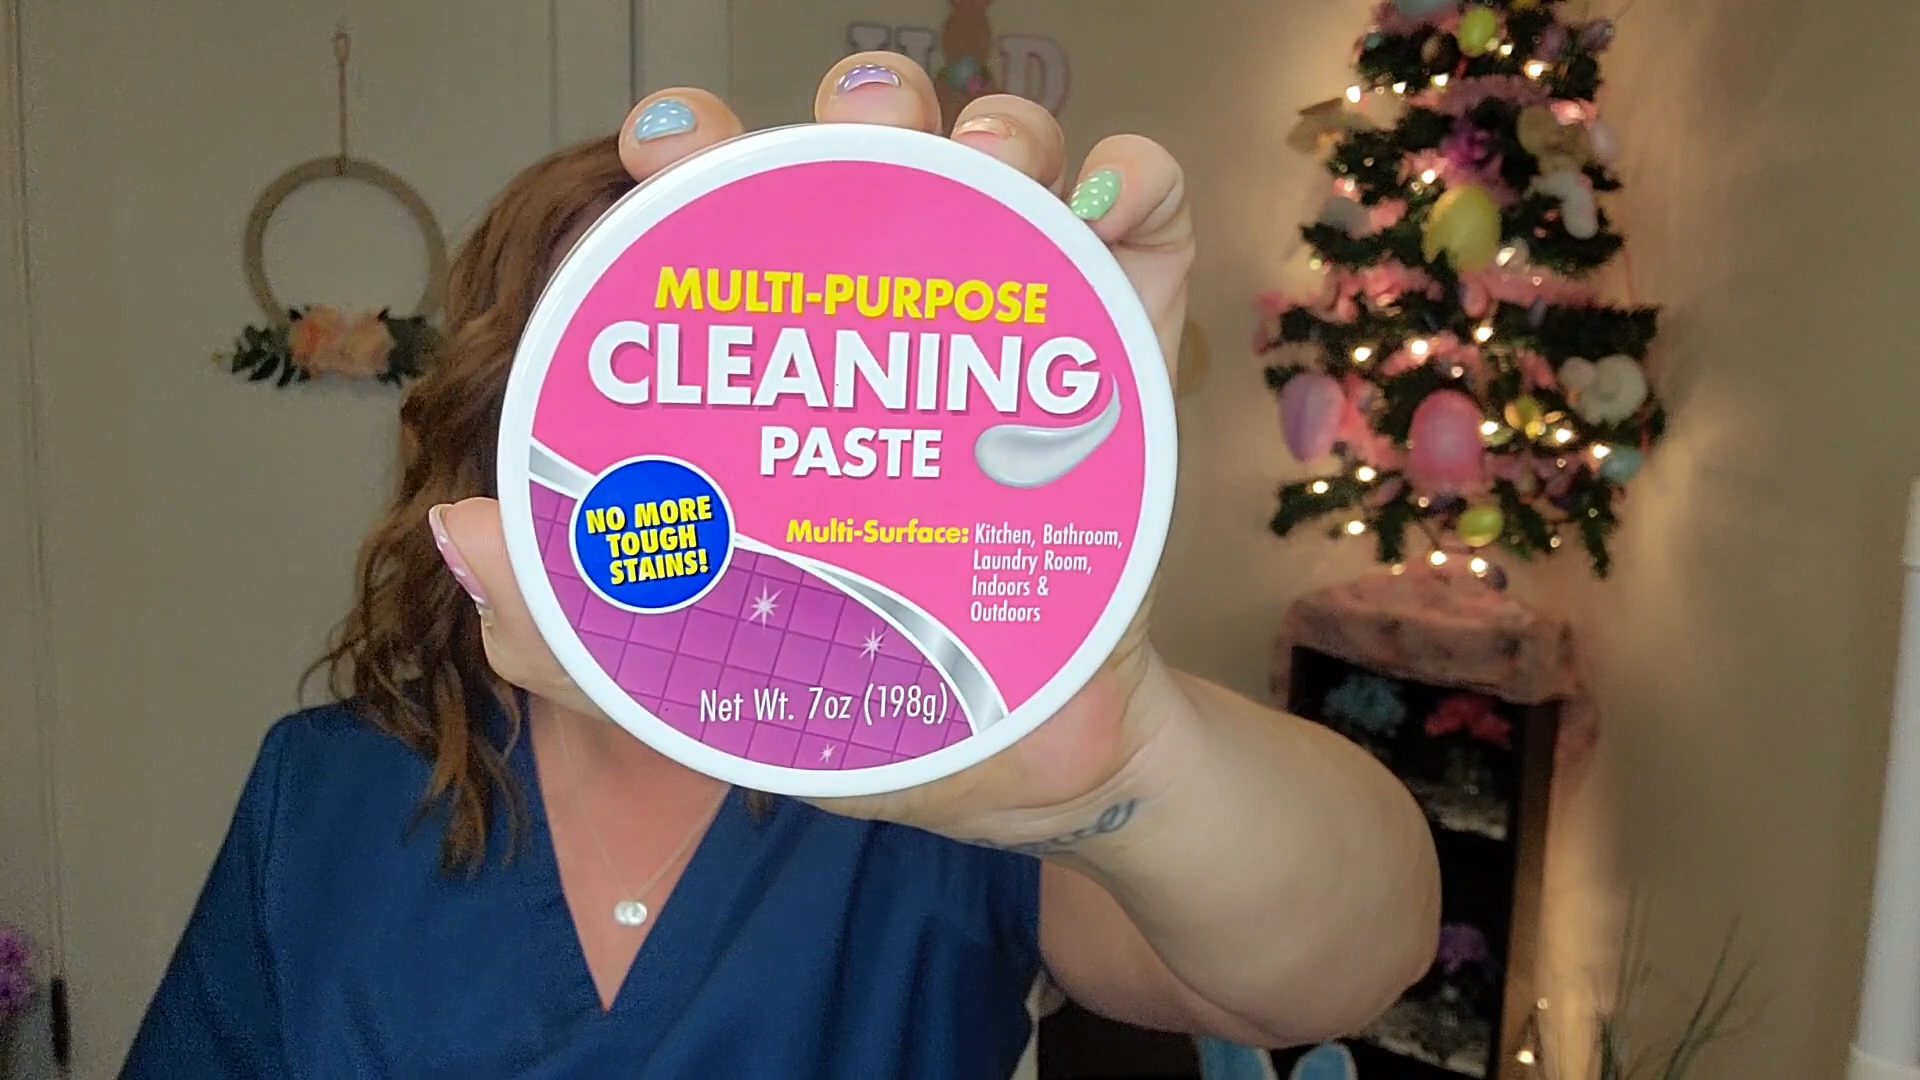 MULTI-PURPOSE
CLEANING
PASTE
NO MORE
TOUGH
STAINS!
Multi-Surface: Kitchen, Bathroom,
Laundry Room,
Indoors &
Outdoors
Net Wt. 7oz (198g)